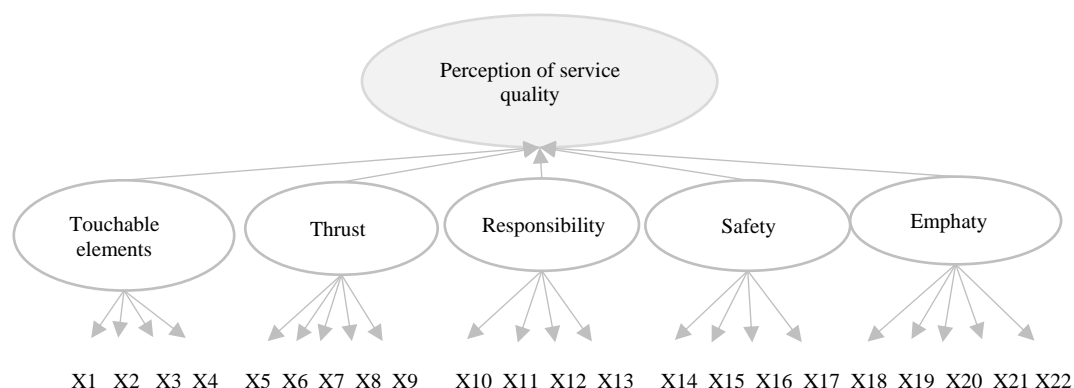 Perception of service
quality
Touchable
elements
Thrust
Responsibility
Safety
Emphaty
X1 X2 X3 X4 X5 X6 X7 X8 X9 X10 X11 X12 X13 X14 X15 X16 X17 X18 X19 X20 X21 X22